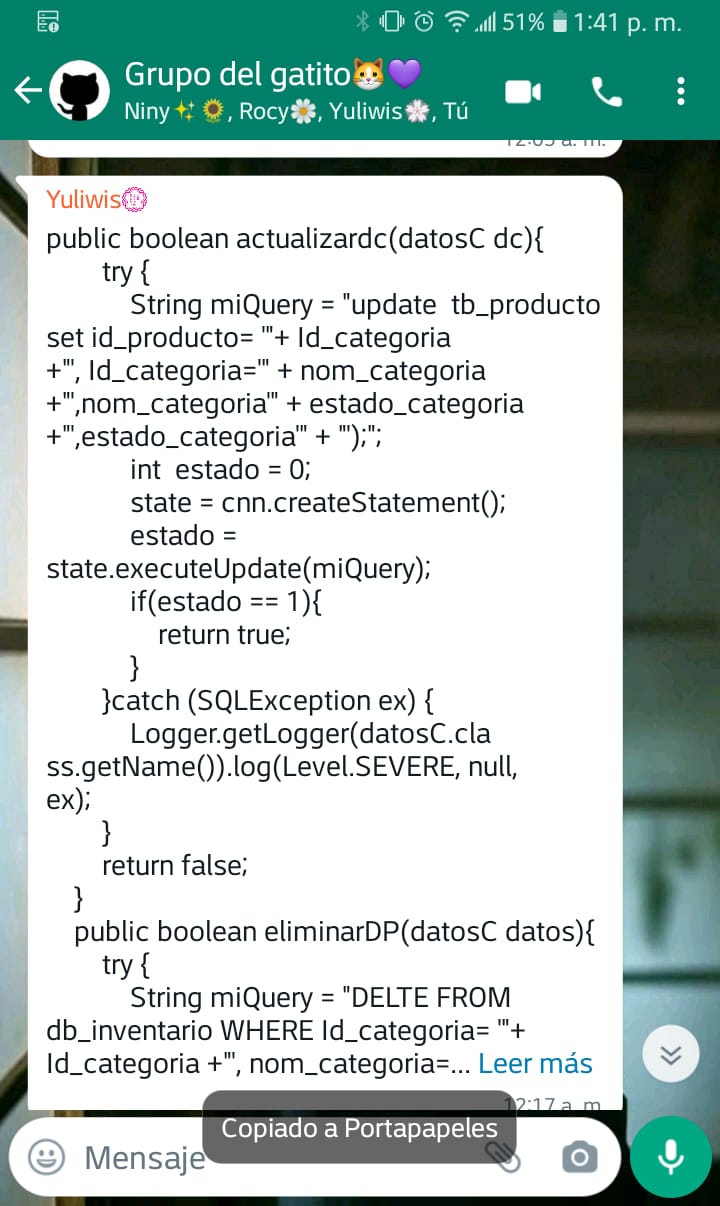 51% 1:41 p. m.
Grupo del gatito🐱💜
Niny✨🌻, Rocy🌼, Yuliwis🌸, Tú
12:05 a. m.
Yuliwis💮
public boolean actualizardc(datosC dc){
try {
String miQuery = "update  tb_producto
set id_producto= '"+ Id_categoria
+"', Id_categoria='" + nom_categoria
+"',nom_categoria'" + estado_categoria
+"',estado_categoria'" + "');";
int  estado = 0;
state = cnn.createStatement();
estado =
state.executeUpdate(miQuery);
if(estado == 1){
return true;
}
}catch (SQLException ex) {
Logger.getLogger(datosC.cla
ss.getName()).log(Level.SEVERE, null,
ex);
}
return false;
}
public boolean eliminarDP(datosC datos){
try {
String miQuery = "DELTE FROM
db_inventario WHERE Id_categoria= '"+
Id_categoria +"', nom_categoria=... Leer más
12:17 a. m.
Copiado a Portapapeles
Mensaje